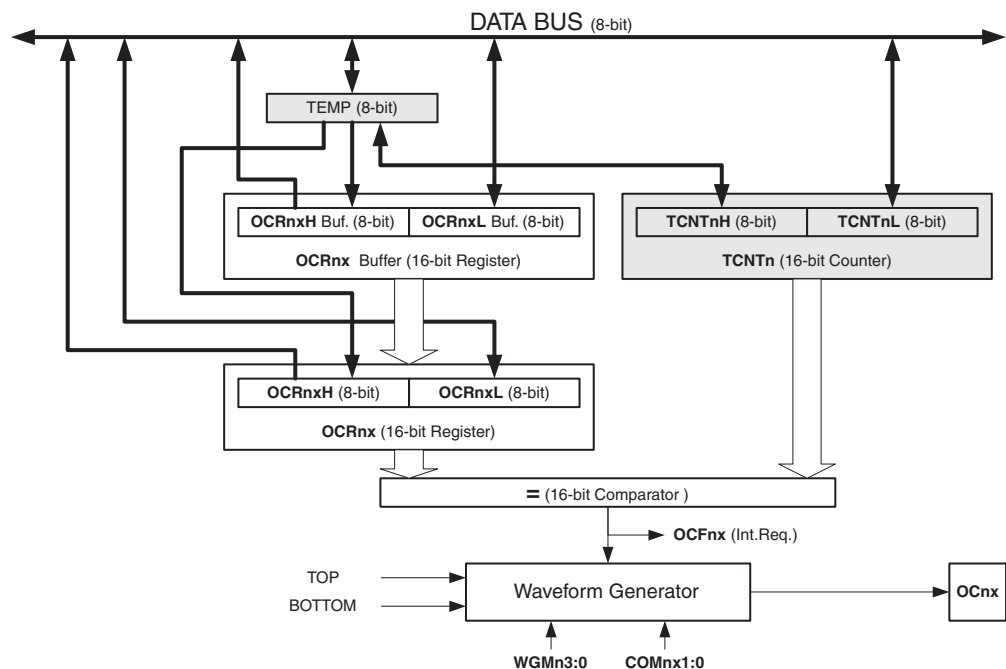 DATA BUS (8-bit)
TEMP (8-bit)
OCRnxH Buf. (8-bit) OCRnxL Buf. (8-bit)
OCRnx Buffer (16-bit Register)
TCNTnH (8-bit) TCNTnL (8-bit)
TCNTn (16-bit Counter)
OCRnxH (8-bit) OCRnxL (8-bit)
OCRnx (16-bit Register)
= (16-bit Comparator )
OCFnx (Int.Req.)
TOP
BOTTOM
Waveform Generator
OCnx
WGMn3:0 COMnx1:0